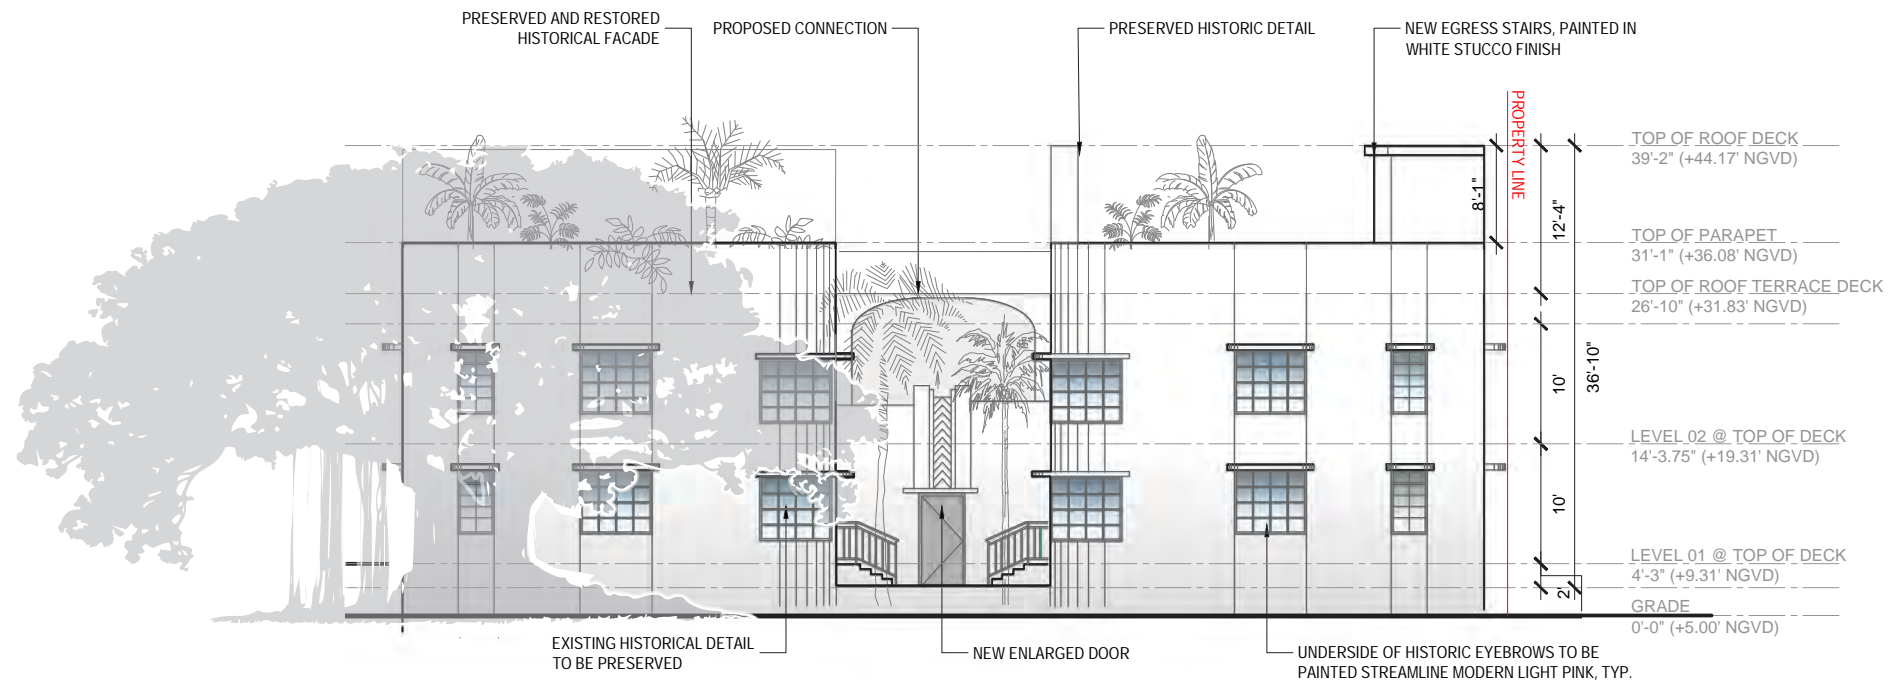 PRESERVED AND RESTORED
HISTORICAL FACADE
PROPOSED CONNECTION
PRESERVED HISTORIC DETAIL
NEW EGRESS STAIRS, PAINTED IN
WHITE STUCCO FINISH
PROPERTY LINE
TOP OF ROOF DECK
39'-2" (+44.17' NGVD)
8'-1"
12'-4"
TOP OF PARAPET
31'-1" (+36.08' NGVD)
TOP OF ROOF TERRACE DECK
26'-10" (+31.83' NGVD)
36'-10"
10'
LEVEL 02 @ TOP OF DECK
14'-3.75" (+19.31' NGVD)
10'
LEVEL 01 @ TOP OF DECK
4'-3" (+9.31' NGVD)
2'
GRADE
0'-0" (+5.00' NGVD)
EXISTING HISTORICAL DETAIL
TO BE PRESERVED
NEW ENLARGED DOOR
UNDERSIDE OF HISTORIC EYEBROWS TO BE
PAINTED STREAMLINE MODERN LIGHT PINK, TYP.